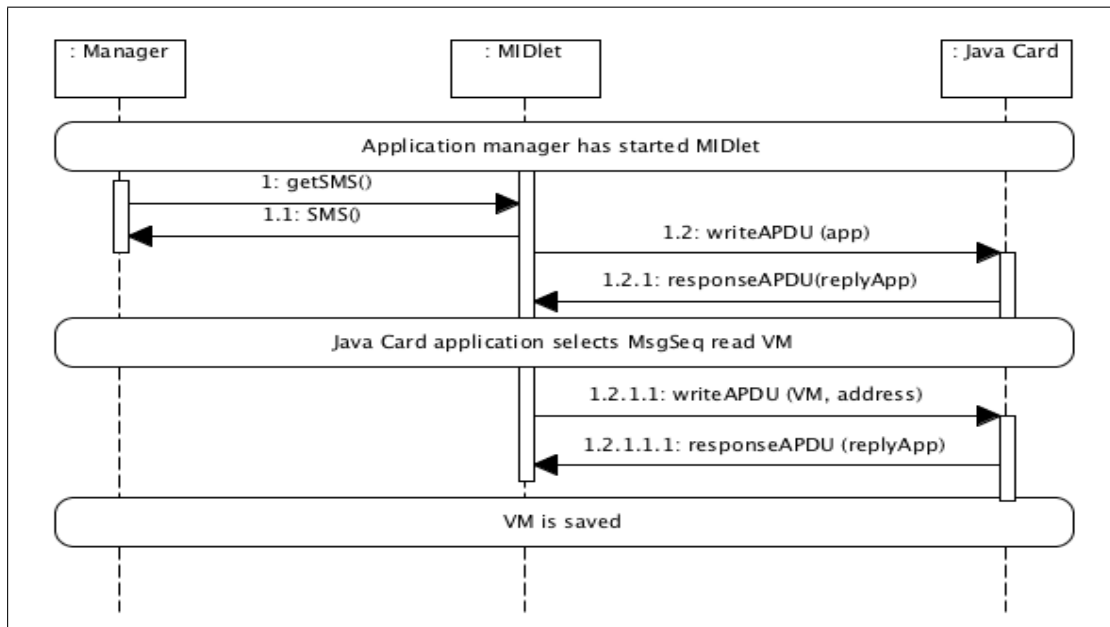 : Manager
: MIDlet
: Java Card
Application manager has started MIDlet
1: getSMS()
1.1: SMS()
1.2: writeAPDU (app)
1.2.1: responseAPDU(replyApp)
Java Card application selects MsgSeq read VM
1.2.1.1: writeAPDU (VM, address)
1.2.1.1.1: responseAPDU (replyApp)
VM is saved